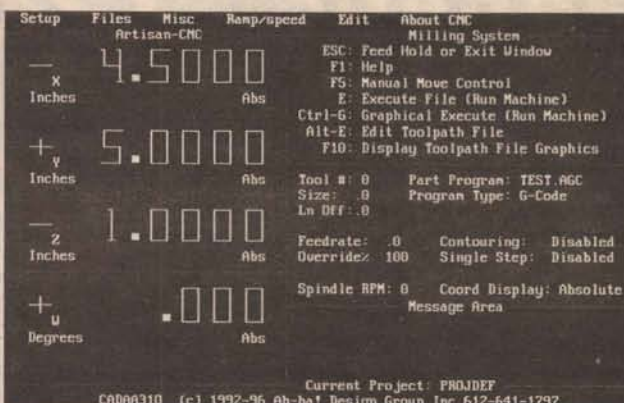 Setup Files Misc Ramp/speed Edit About CNC
Artisan-CNC Milling System
ESC: Feed Hold or Exit Window
F1: Help
F5: Manual Move Control
E: Execute File (Run Machine)
Ctrl-G: Graphical Execute (Run Machine)
Alt-E: Edit Toolpath File
F10: Display Toolpath File Graphics
- X 4.5000
Inches Abs
+ Y 5.0000
Inches Abs
- Z 1.0000
Inches Abs
+ W .000
Degrees Abs
Tool #: 0 Part Program: TEST.AGC
Size: .0 Program Type: G-Code
Ln Off: .0
Feedrate: .0 Contouring: Disabled
Override% 100 Single Step: Disabled
Spindle RPM: 0 Coord Display: Absolute
Message Area
Current Project: PROJDEF
CADAA310 (c) 1992-96 Ah-ha! Design Group Inc 612-641-1797